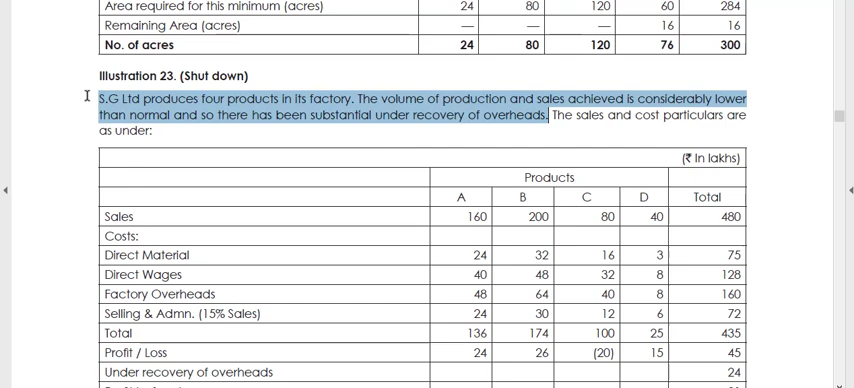 Area required for this minimum (acres) 24 80 120 60 284
Remaining Area (acres) — — — 16 16
No. of acres 24 80 120 76 300
Illustration 23. (Shut down)
S.G Ltd produces four products in its factory. The volume of production and sales achieved is considerably lower
than normal and so there has been substantial under recovery of overheads. The sales and cost particulars are
as under:
(₹ In lakhs)
Products
A B C D Total
Sales 160 200 80 40 480
Costs:
Direct Material 24 32 16 3 75
Direct Wages 40 48 32 8 128
Factory Overheads 48 64 40 8 160
Selling & Admn. (15% Sales) 24 30 12 6 72
Total 136 174 100 25 435
Profit / Loss 24 26 (20) 15 45
Under recovery of overheads 24